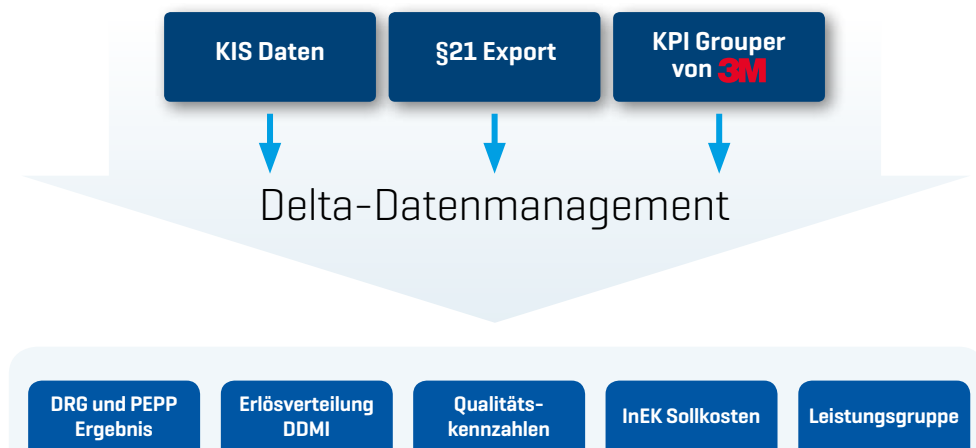 KIS Daten
§21 Export
KPI Grouper
von 3M
Delta-Datenmanagement
DRG und PEPP
Ergebnis
Erlösverteilung
DDMI
Qualitäts-
kennzahlen
InEK Sollkosten
Leistungsgruppe